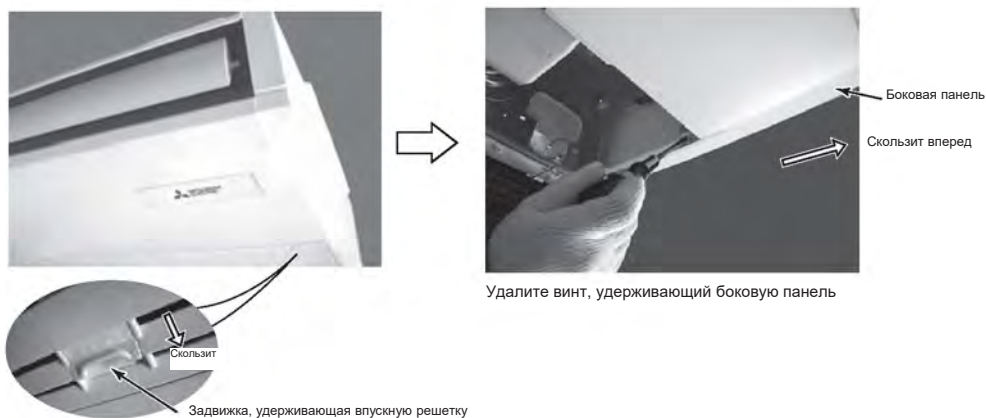 Боковая панель
Скользит вперед
Удалите винт, удерживающий боковую панель
Скользит
Задвижка, удерживающая впускную решетку